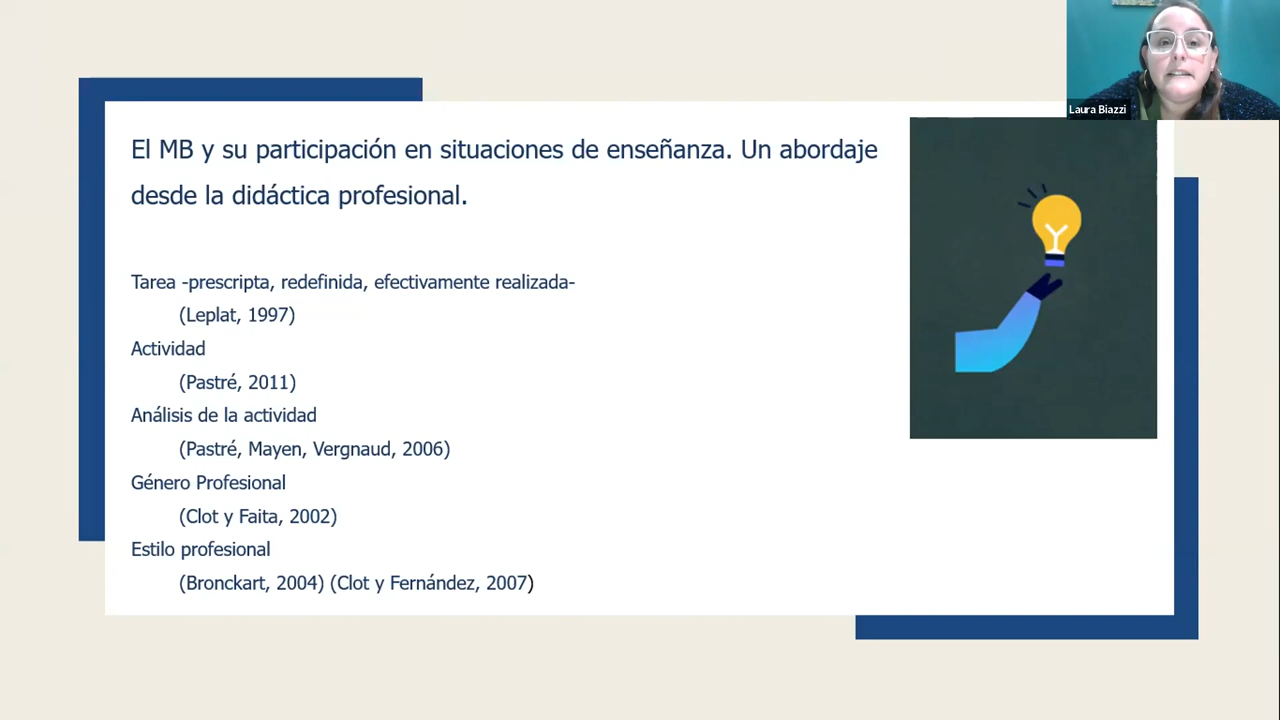 El MB y su participación en situaciones de enseñanza. Un abordaje
desde la didáctica profesional.
Tarea -prescripta, redefinida, efectivamente realizada-
(Leplat, 1997)
Actividad
(Pastré, 2011)
Análisis de la actividad
(Pastré, Mayen, Vergnaud, 2006)
Género Profesional
(Clot y Faita, 2002)
Estilo profesional
(Bronckart, 2004) (Clot y Fernández, 2007)
Laura Biazzi